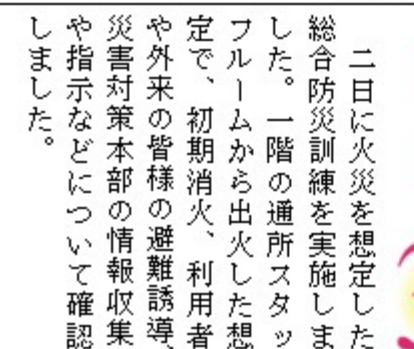 二日に火災を想定した
総合防災訓練を実施しま
した。一階の通所スタッ
フルームから出火した想
定で、初期消火、利用者
や外来の皆様の避難誘導、
災害対策本部の情報収集
や指示などについて確認
しました。